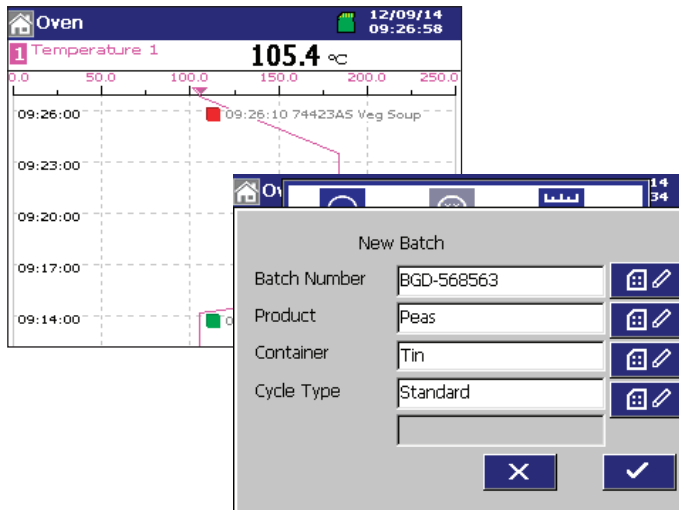 Oven
12/09/14
09:26:58
1 Temperature 1 105.4 °C
0.0 50.0 100.0 150.0 200.0 250.0
09:26:00 09:26:10 74423AS Veg Soup
09:23:00
09:20:00
09:17:00
09:14:00
14
34
New Batch
Batch Number BGD-568563
Product Peas
Container Tin
Cycle Type Standard